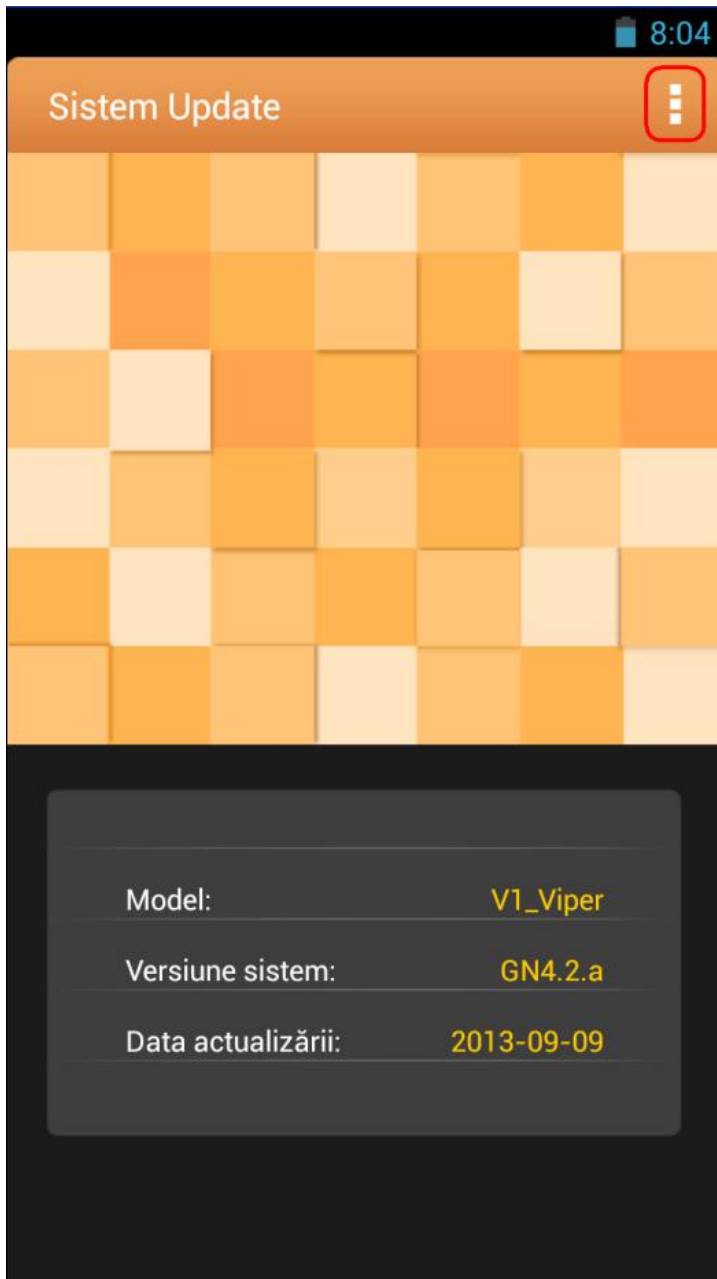 8:04
Sistem Update
Model: V1_Viper
Versiune sistem: GN4.2.a
Data actualizării: 2013-09-09